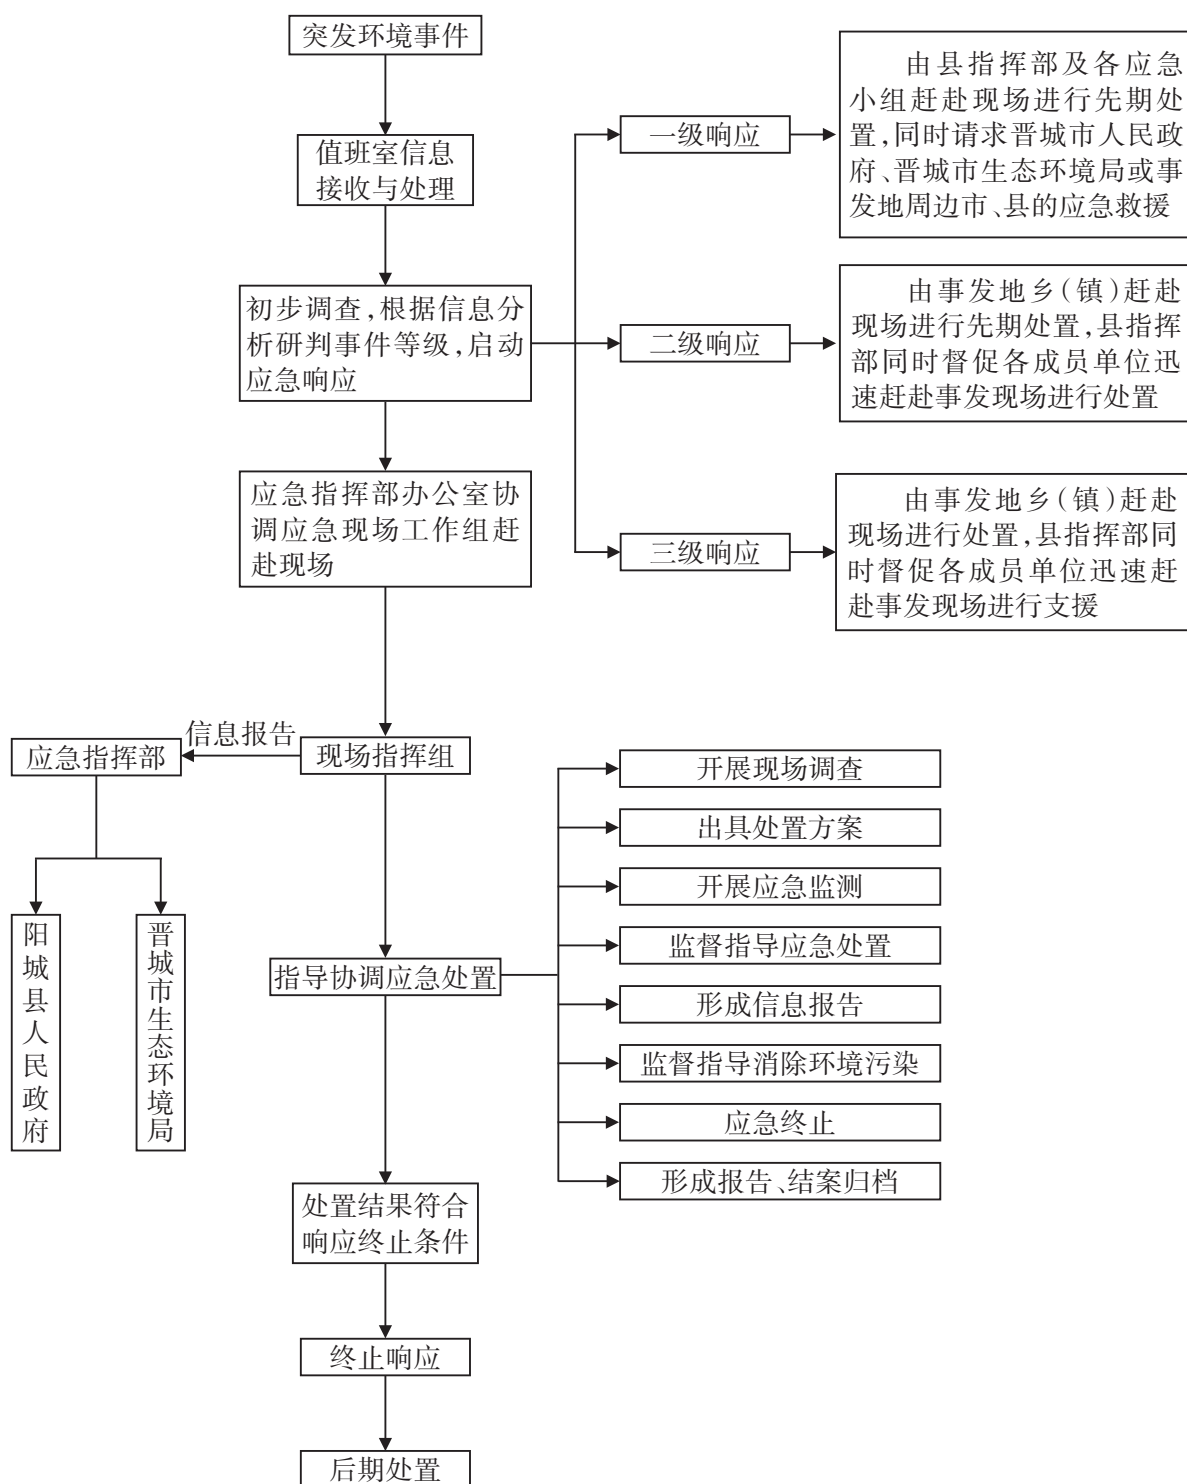 突发环境事件
值班室信息
接收与处理
初步调查,根据信息分
析研判事件等级,启动
应急响应
一级响应
由县指挥部及各应急
小组赶赴现场进行先期处
置,同时请求晋城市人民政
府、晋城市生态环境局或事
发地周边市、县的应急救援
二级响应
由事发地乡(镇)赶赴
现场进行先期处置,县指挥
部同时督促各成员单位迅
速赶赴事发现场进行处置
三级响应
由事发地乡(镇)赶赴
现场进行处置,县指挥部同
时督促各成员单位迅速赶
赴事发现场进行支援
应急指挥部办公室协
调应急现场工作组赶
赴现场
现场指挥组
信息报告
应急指挥部
阳城县人民政府
晋城市生态环境局
指导协调应急处置
开展现场调查
出具处置方案
开展应急监测
监督指导应急处置
形成信息报告
监督指导消除环境污染
应急终止
形成报告、结案归档
处置结果符合
响应终止条件
终止响应
后期处置